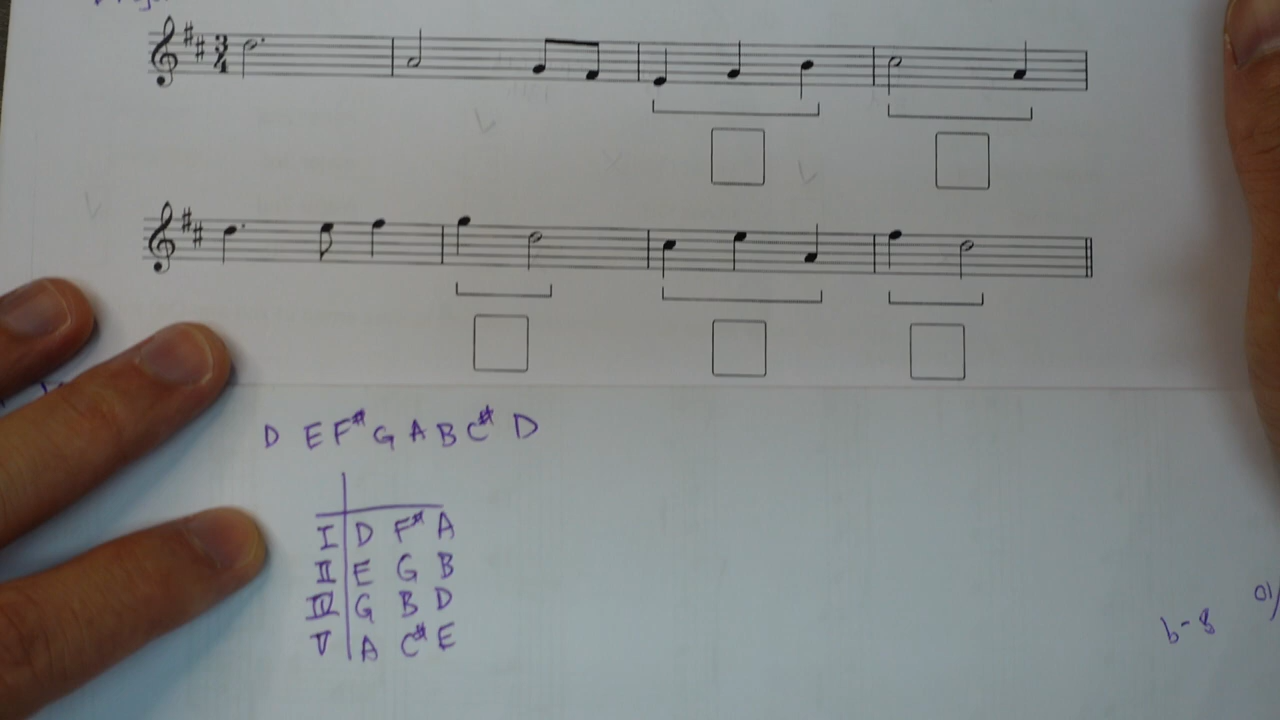 3
4
D E F# G A B C# D
I D F# A
II E G B
IV G B D
V A C# E
b-8